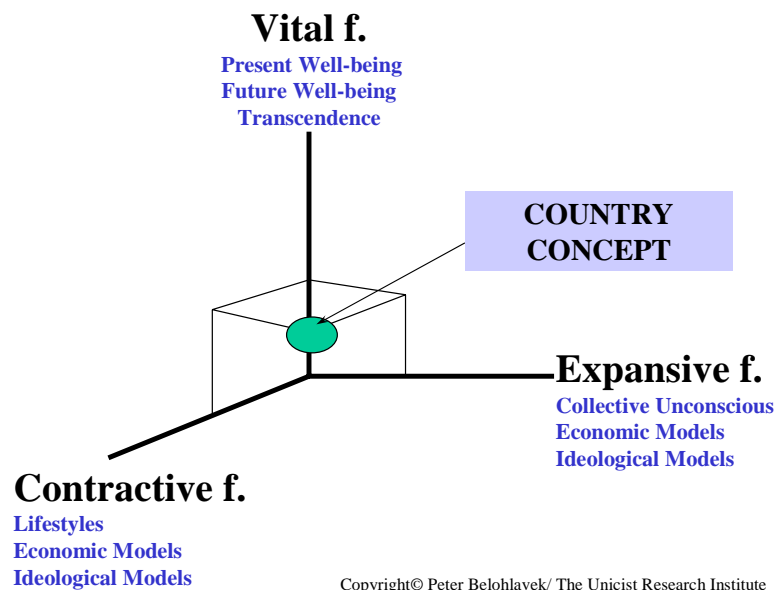 Vital f.
Present Well-being
Future Well-being
Transcendence
COUNTRY
CONCEPT
Expansive f.
Collective Unconscious
Economic Models
Ideological Models
Contractive f.
Lifestyles
Economic Models
Ideological Models
Copyright© Peter Belohlavek/ The Unicist Research Institute